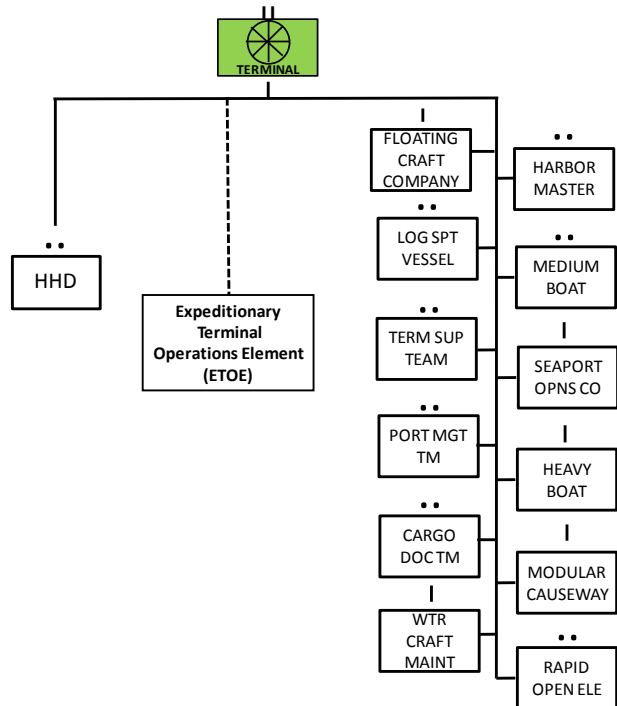 TERMINAL
FLOATING
CRAFT
COMPANY
HARBOR
MASTER
LOG SPT
VESSEL
HHD
MEDIUM
BOAT
Expeditionary
Terminal
Operations Element
(ETOE)
TERM SUP
TEAM
SEAPORT
OPNS CO
PORT MGT
TM
HEAVY
BOAT
CARGO
DOC TM
MODULAR
CAUSEWAY
WTR
CRAFT
MAINT
RAPID
OPEN ELE